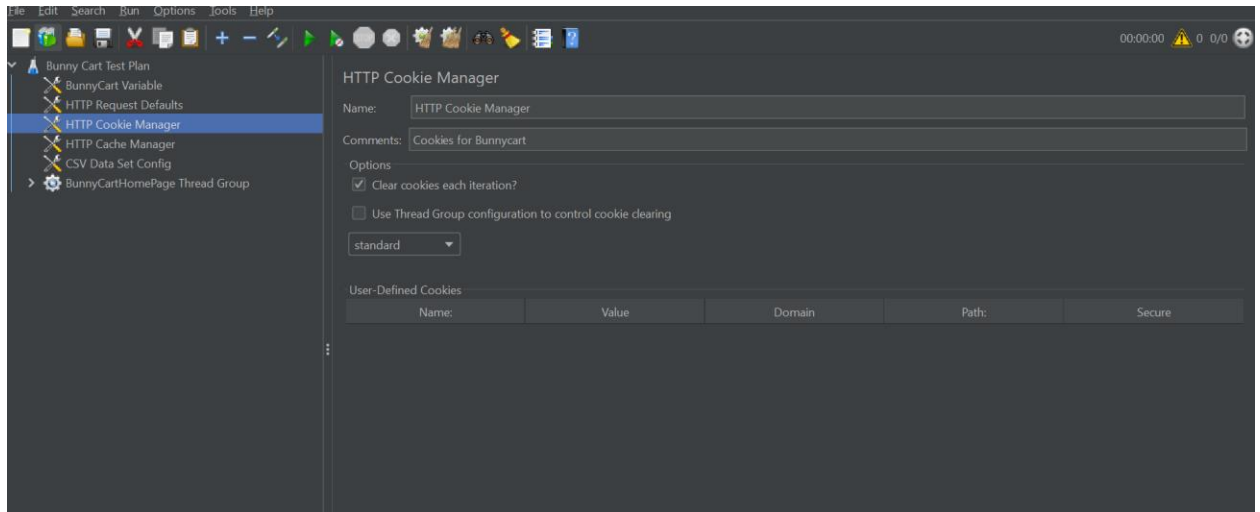 File Edit Search Run Options Tools Help
00:00:00 0 0/0
Bunny Cart Test Plan
BunnyCart Variable
HTTP Request Defaults
HTTP Cookie Manager
HTTP Cache Manager
CSV Data Set Config
BunnyCartHomePage Thread Group
HTTP Cookie Manager
Name: HTTP Cookie Manager
Comments: Cookies for Bunnycart
Options
Clear cookies each iteration?
Use Thread Group configuration to control cookie clearing
standard
User-Defined Cookies
Name: Value Domain Path: Secure